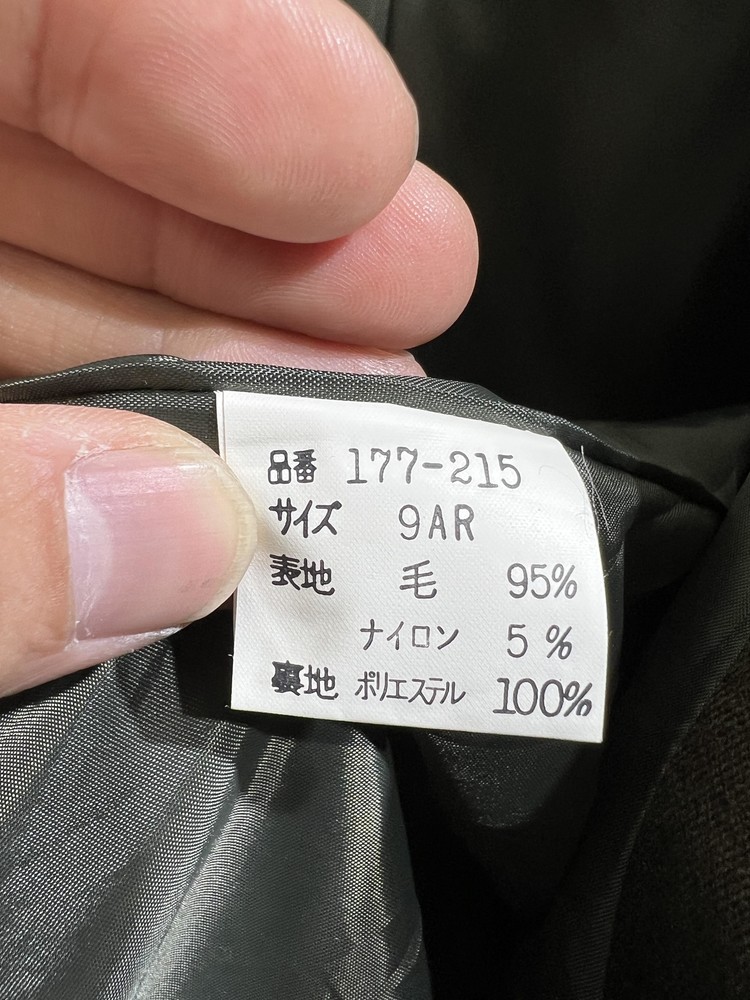 品番 177-215
サイズ 9AR
表地 毛 95%
ナイロン 5%
裏地 ポリエステル 100%